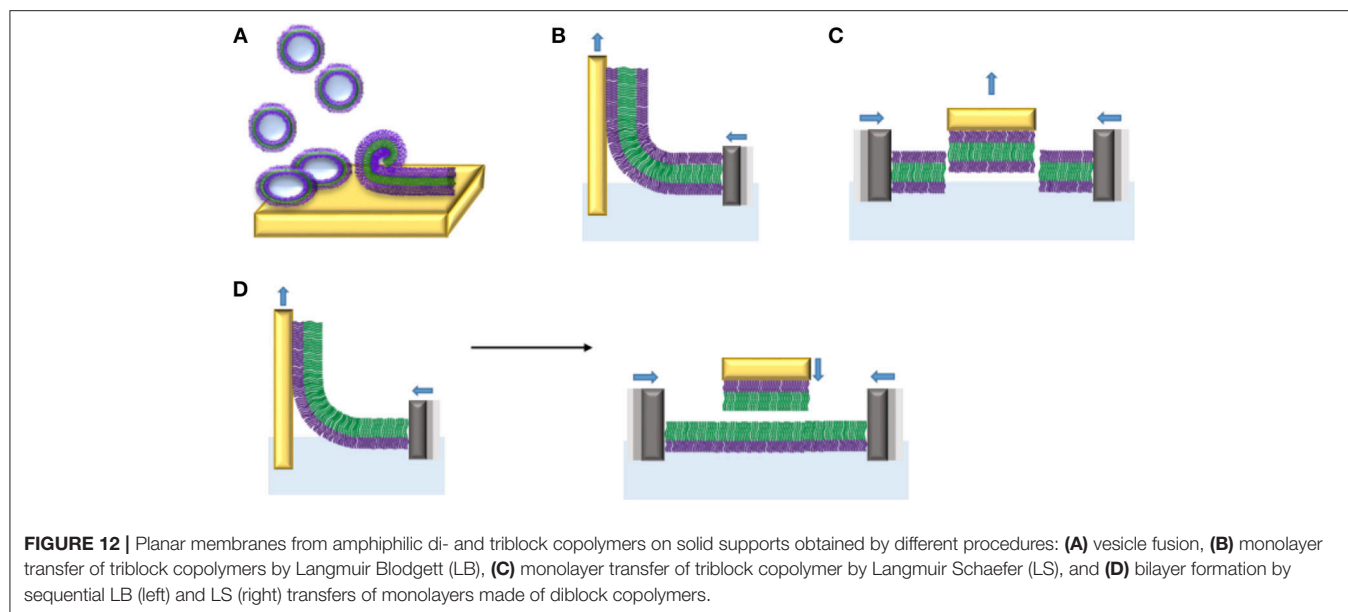 A
B
C
D
FIGURE 12 | Planar membranes from amphiphilic di- and triblock copolymers on solid supports obtained by different procedures: (A) vesicle fusion, (B) monolayer
transfer of triblock copolymers by Langmuir Blodgett (LB), (C) monolayer transfer of triblock copolymer by Langmuir Schaefer (LS), and (D) bilayer formation by
sequential LB (left) and LS (right) transfers of monolayers made of diblock copolymers.